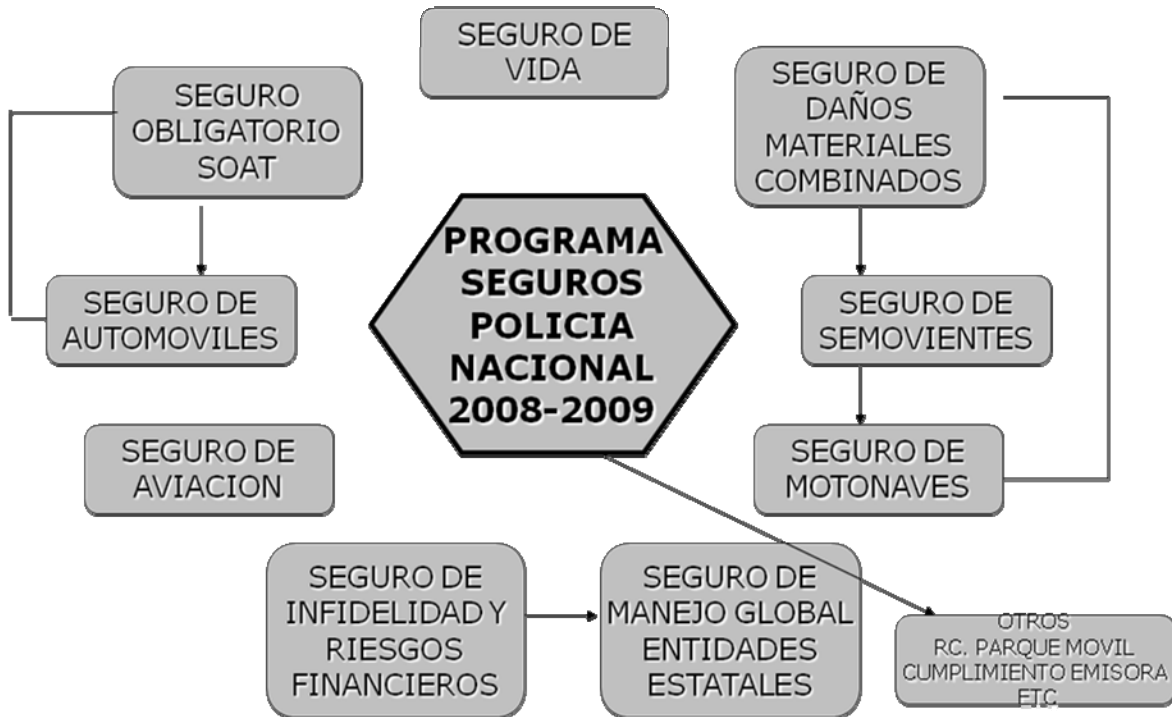 SEGURO DE
VIDA
SEGURO
OBLIGATORIO
SOAT
SEGURO DE
DAÑOS
MATERIALES
COMBINADOS
PROGRAMA
SEGUROS
POLICIA
NACIONAL
2008-2009
SEGURO DE
AUTOMOVILES
SEGURO DE
SEMOVIENTES
SEGURO DE
AVIACION
SEGURO DE
MOTONAVES
SEGURO DE
INFIDELIDAD Y
RIESGOS
FINANCIEROS
SEGURO DE
MANEJO GLOBAL
ENTIDADES
ESTATALES
OTROS
RC. PARQUE MOVIL
CUMPLIMIENTO EMISORA
ETC